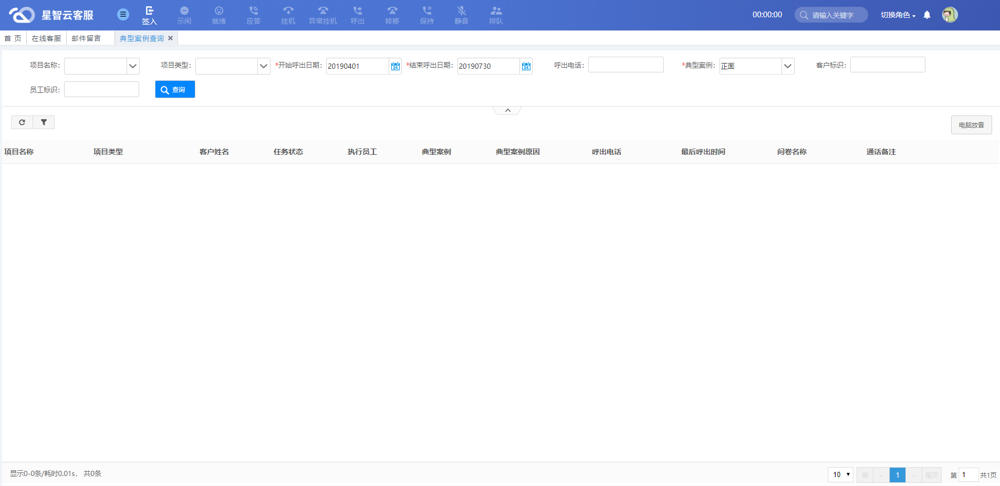 星智云客服
签入 示闲 就绪 应答 挂机 异常挂机 呼出 转移 保持 静音 排队
00:00:00 请输入关键字 切换角色
首 页 在线客服 邮件留言 典型案例查询 ×
项目名称: 项目类型: *开始呼出日期: 20190401 24 *结束呼出日期: 20190730 24 呼出电话: *典型案例: 正面 客户标识:
员工标识: 查询
电脑放音
项目名称 项目类型 客户姓名 任务状态 执行员工 典型案例 典型案例原因 呼出电话 最后呼出时间 问卷名称 通话备注
显示0-0条/耗时0.01s, 共0条 10 首 < 1 > 尾页 第 1 共1页